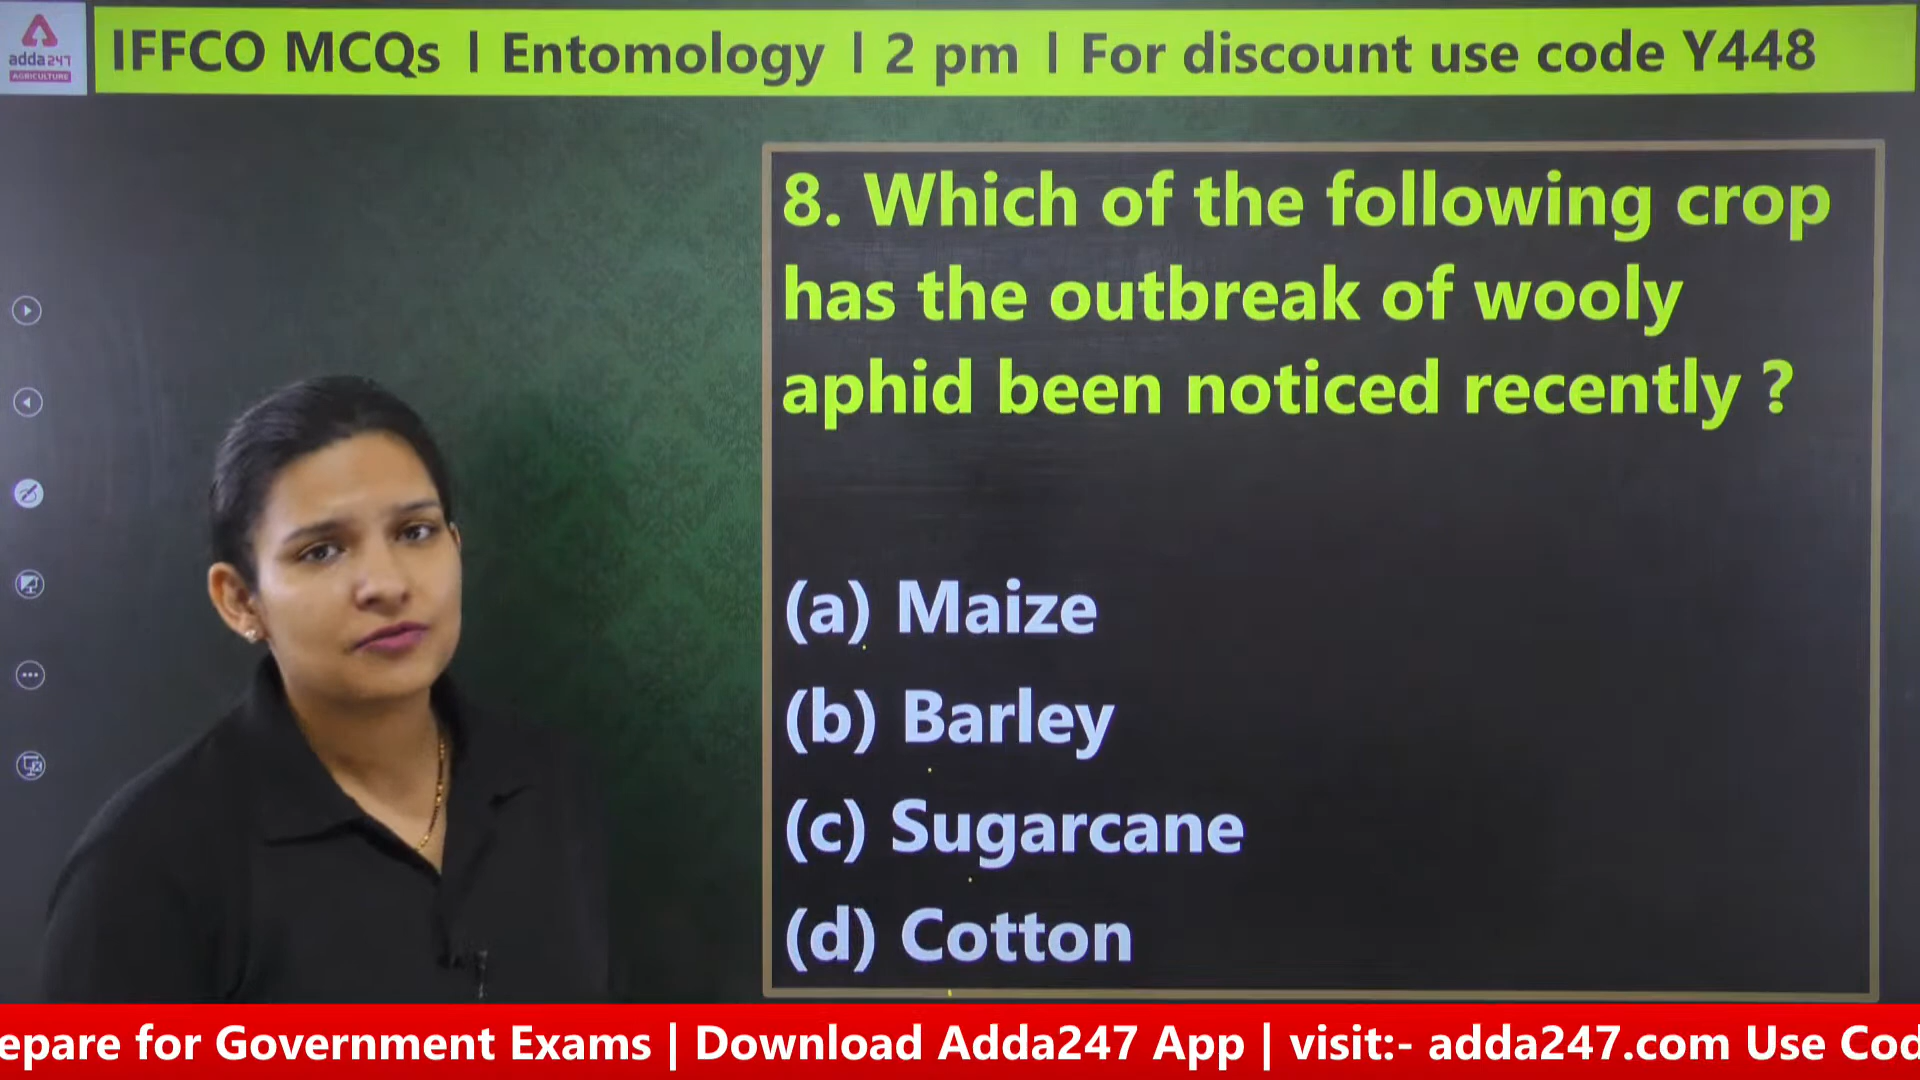 adda247
AGRICULTURE
IFFCO MCQs I Entomology I 2 pm I For discount use code Y448
8. Which of the following crop
has the outbreak of wooly
aphid been noticed recently ?
(a) Maize
(b) Barley
(c) Sugarcane
(d) Cotton
epare for Government Exams | Download Adda247 App | visit:- adda247.com Use Cod